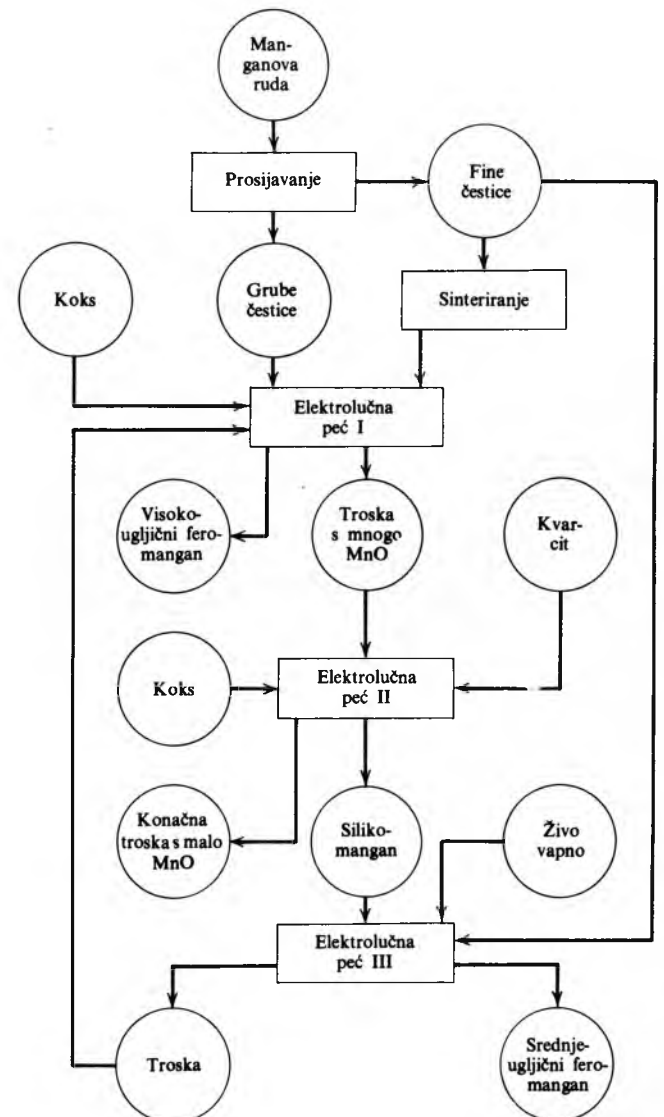 Man-
ganova
ruda
Prosijavanje
Fine
čestice
Koks
Grube
čestice
Sinteriranje
Elektrolučna
peć I
Visoko-
ugljični fero-
mangan
Troska
s mnogo
MnO
Kvar-
cit
Koks
Elektrolučna
peć II
Konačna
troska s malo
MnO
Siliko-
mangan
Živo
vapno
Elektrolučna
peć III
Troska
Srednje-
ugljični fero-
mangan